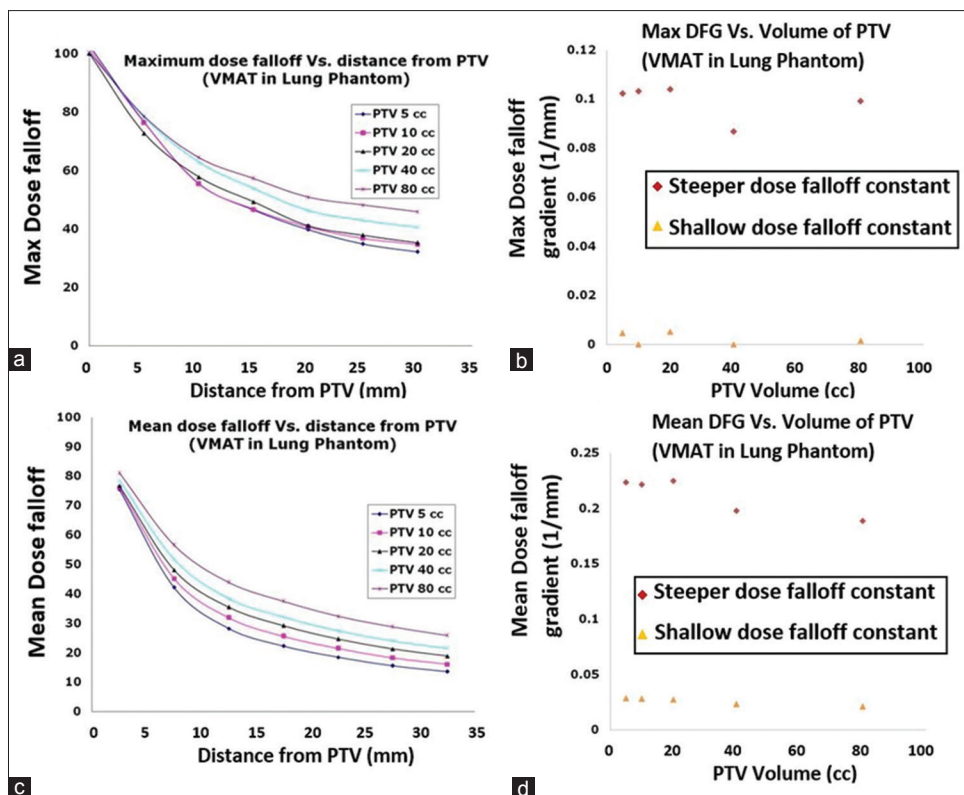 Maximum dose falloff Vs. distance from PTV
(VMAT in Lung Phantom)
Max Dose falloff
100
80
60
40
20
0
PTV 5 cc
PTV 10 cc
PTV 20 cc
PTV 40 cc
PTV 80 cc
0 5 10 15 20 25 30 35
Distance from PTV (mm)
a
Max DFG Vs. Volume of PTV
(VMAT in Lung Phantom)
Max Dose falloff
gradient (1/mm)
0.12
0.1
0.08
0.06
0.04
0.02
0
Steeper dose falloff constant
Shallow dose falloff constant
0 20 40 60 80 100
PTV Volume (cc)
b
Mean dose falloff Vs. distance from PTV
(VMAT in Lung Phantom)
Mean Dose falloff
100
90
80
70
60
50
40
30
20
10
0
PTV 5 cc
PTV 10 cc
PTV 20 cc
PTV 40 cc
PTV 80 cc
0 5 10 15 20 25 30 35
Distance from PTV (mm)
c
Mean DFG Vs. Volume of PTV
(VMAT in Lung Phantom)
Mean Dose falloff
gradient (1/mm)
0.25
0.2
0.15
0.1
0.05
0
Steeper dose falloff constant
Shallow dose falloff constant
0 20 40 60 80 100
PTV Volume (cc)
d